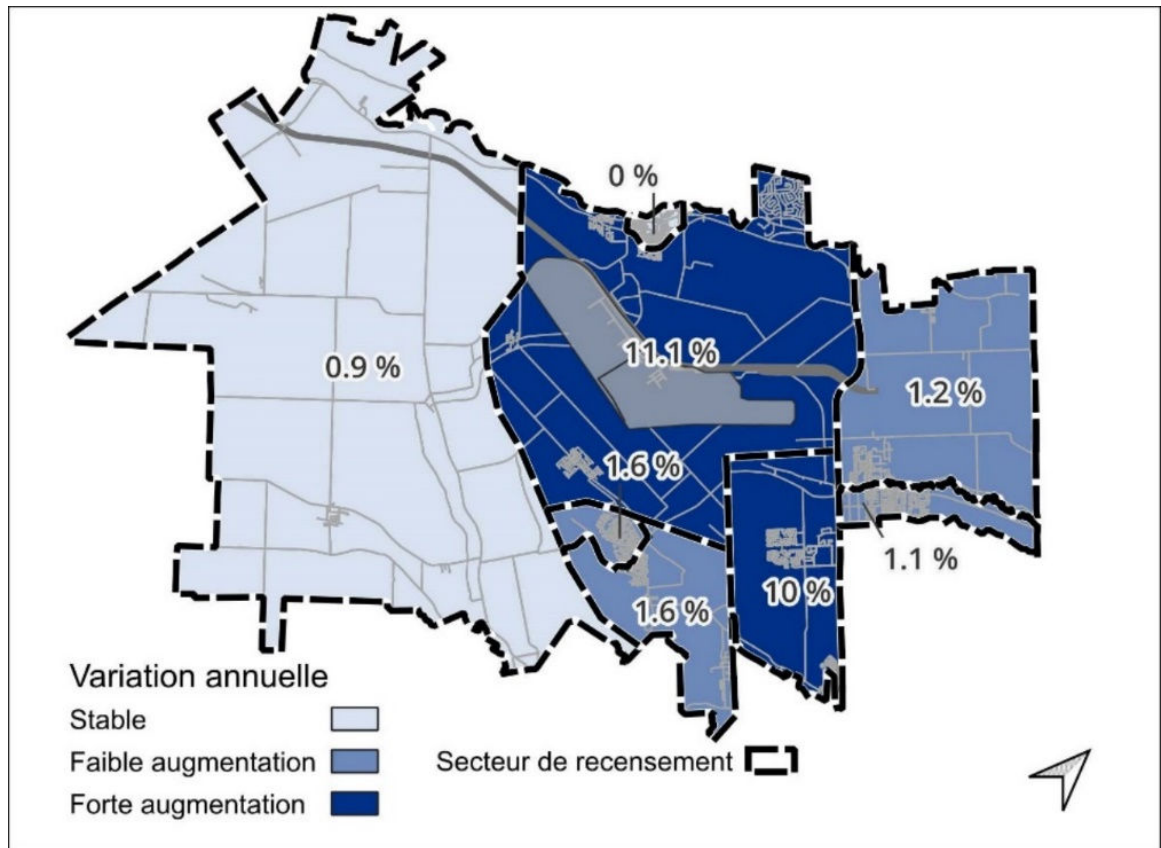 0 %
11.1 %
0.9 %
1.2 %
1.6 %
1.1 %
10 %
1.6 %
Variation annuelle
Stable
Faible augmentation
Secteur de recensement
Forte augmentation